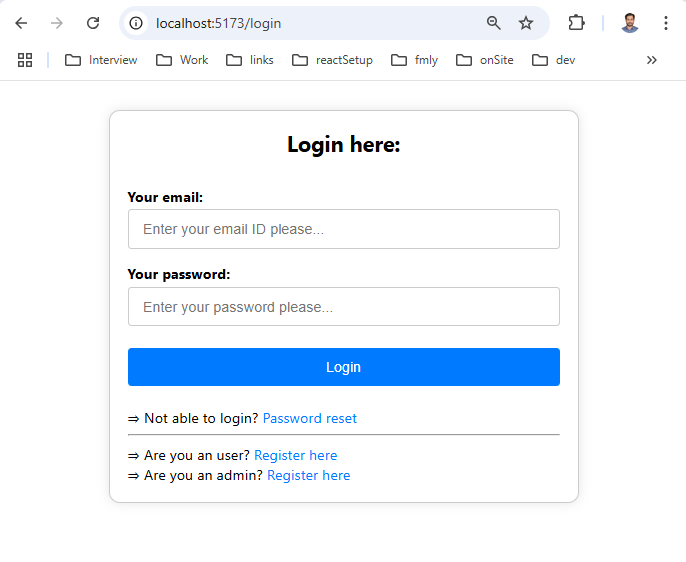 localhost:5173/login
Interview Work links reactSetup fmly onSite dev
Login here:
Your email:
Enter your email ID please...
Your password:
Enter your password please...
Login
⇒ Not able to login? Password reset
⇒ Are you an user? Register here
⇒ Are you an admin? Register here